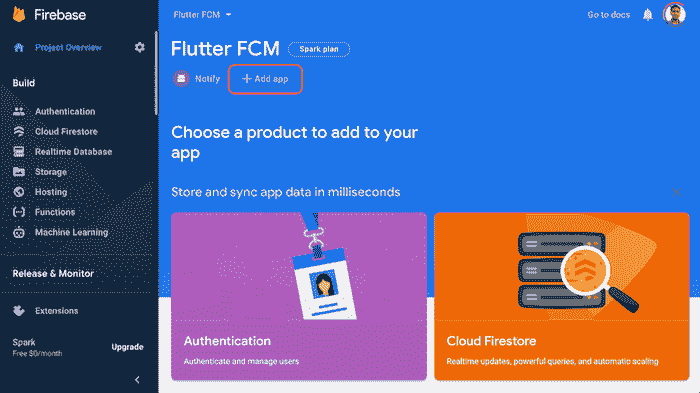 Firebase
Project Overview
Build
Authentication
Cloud Firestore
Realtime Database
Storage
Hosting
Functions
Machine Learning
Release & Monitor
Extensions
Spark
Free $0/month
Upgrade
Flutter FCM
Go to docs
Flutter FCM
Spark plan
Notify
Add app
Choose a product to add to your
app
Store and sync app data in milliseconds
Authentication
Authenticate and manage users
Cloud Firestore
Realtime updates, powerful queries, and automatic scaling